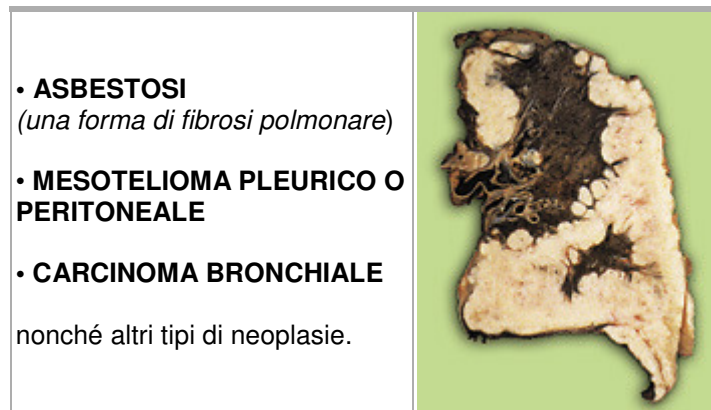 • ASBESTOSI
(una forma di fibrosi polmonare)
• MESOTELIOMA PLEURICO O
PERITONEALE
• CARCINOMA BRONCHIALE
nonché altri tipi di neoplasie.